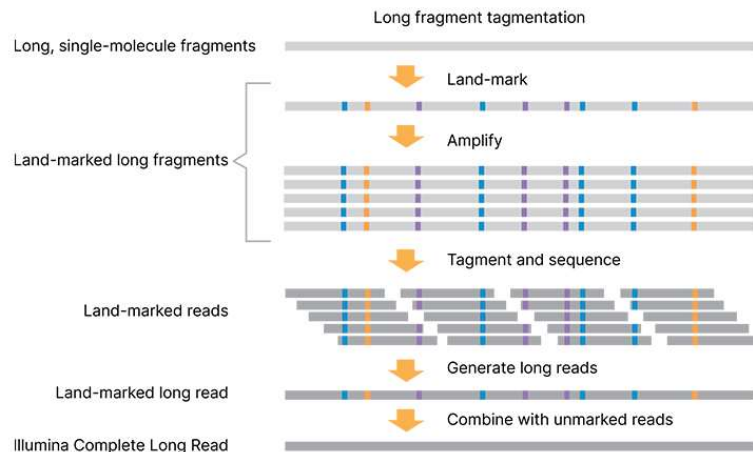 Long fragment tagmentation
Long, single-molecule fragments
Land-mark
Amplify
Land-marked long fragments
Tagment and sequence
Land-marked reads
Generate long reads
Land-marked long read
Combine with unmarked reads
Illumina Complete Long Read